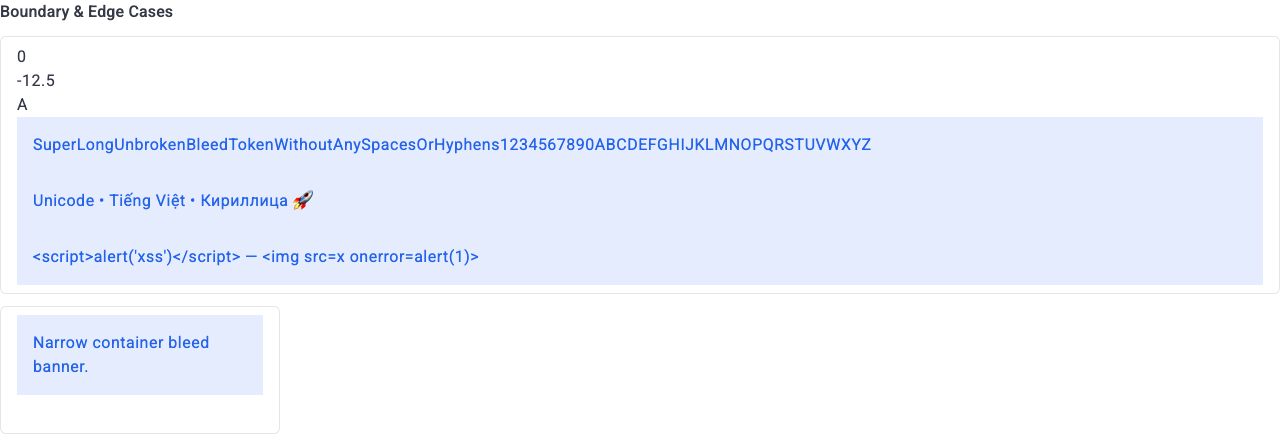 Boundary & Edge Cases
0
-12.5
A
SuperLongUnbrokenBleedTokenWithoutAnySpacesOrHyphens1234567890ABCDEFGHIJKLMNOPQRSTUVWXYZ
Unicode • Tiếng Việt • Кириллица 🚀
<script>alert('xss')</script> — <img src=x onerror=alert(1)>
Narrow container bleed
banner.